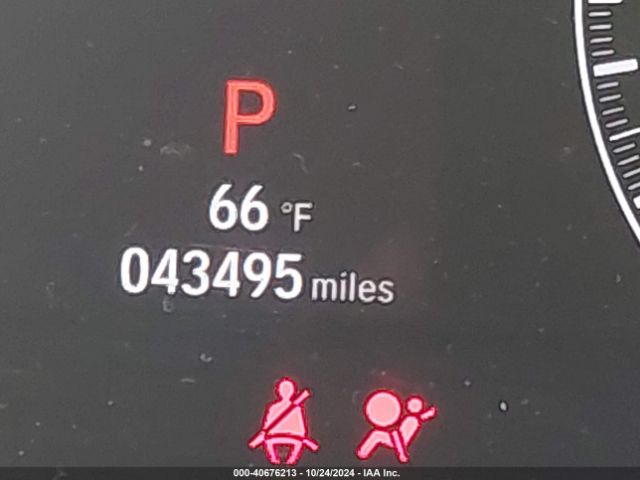 P
66 °F
043495 miles
000-40676213 - 10/24/2024 - IAA Inc.